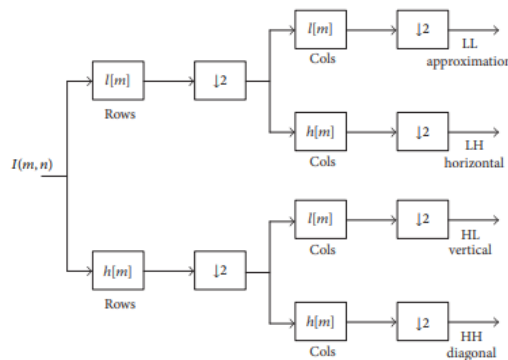 l[m]
↓2
LL
approximation
Cols
l[m]
↓2
Rows
h[m]
↓2
LH
horizontal
Cols
I(m, n)
l[m]
↓2
HL
vertical
Cols
h[m]
↓2
Rows
h[m]
↓2
HH
diagonal
Cols